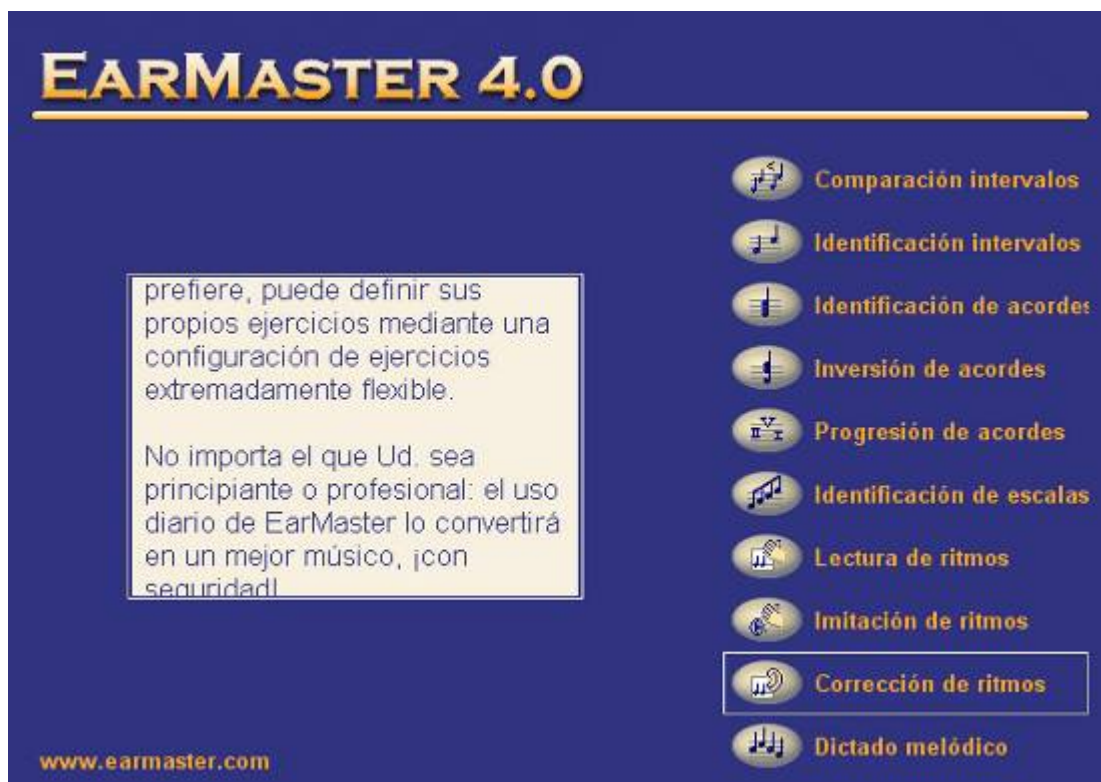 EARMASTER 4.0
prefiere, puede definir sus
propios ejercicios mediante una
configuración de ejercicios
extremadamente flexible.
No importa el que Ud. sea
principiante o profesional: el uso
diario de EarMaster lo convertirá
en un mejor músico, ¡con
seguridad!
Comparación intervalos
Identificación intervalos
Identificación de acordes
Inversión de acordes
Progresión de acordes
Identificación de escalas
Lectura de ritmos
Imitación de ritmos
Corrección de ritmos
Dictado melódico
www.earmaster.com